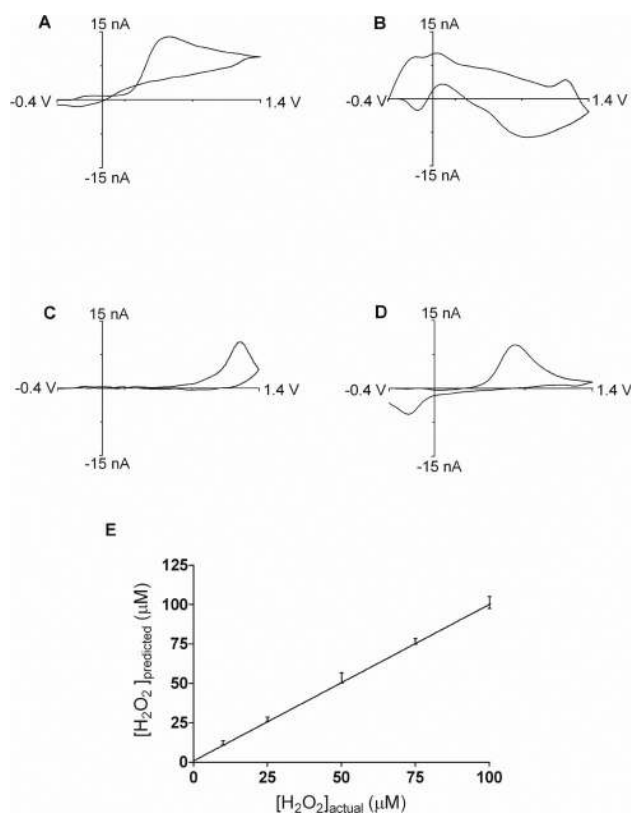 A
15 nA
-0.4 V
1.4 V
-15 nA
B
15 nA
-0.4 V
1.4 V
-15 nA
C
15 nA
-0.4 V
1.4 V
-15 nA
D
15 nA
-0.4 V
1.4 V
-15 nA
E
125
100
75
50
25
0
[H₂O₂]predicted (μM)
0 25 50 75 100
[H₂O₂]actual (μM)